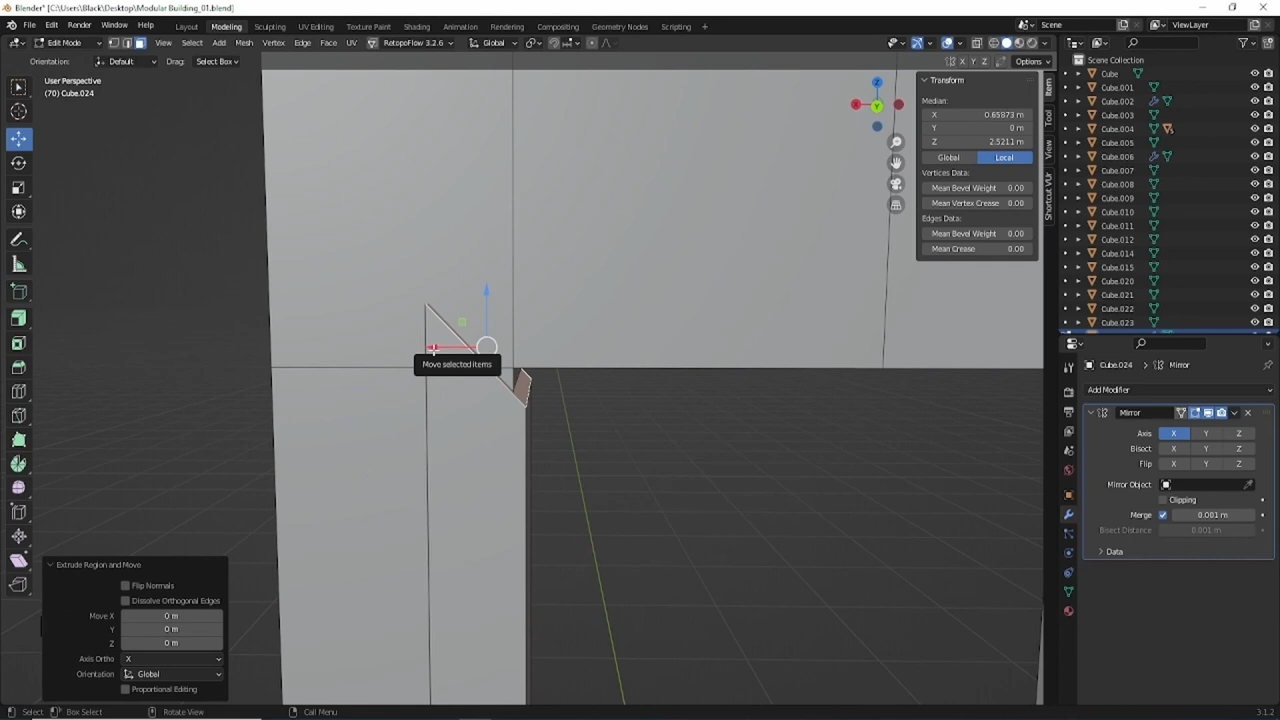 Blender* [C:\Users\Black\Desktop\Modular Building_01.blend]
File Edit Render Window Help Layout Modeling Sculpting UV Editing Texture Paint Shading Animation Rendering Compositing Geometry Nodes Scripting + Scene ViewLayer
Edit Mode View Select Add Mesh Vertex Edge Face UV RetopoFlow 3.2.6 Global
Orientation: Default Drag: Select Box X Y Z Options
User Perspective
(70) Cube.024
Transform
Median:
X 0.65873 m
Y 0 m
Z 2.5211 m
Global Local
Vertices Data:
Mean Bevel Weight 0.00
Mean Vertex Crease 0.00
Edges Data:
Mean Bevel Weight 0.00
Mean Crease 0.00
Item
Tool
View
Shortcut VUr
Z
X
Y
Move selected items
Scene Collection
Cube
Cube.001
Cube.002
Cube.003
Cube.004
Cube.005
Cube.006
Cube.007
Cube.008
Cube.009
Cube.010
Cube.011
Cube.012
Cube.014
Cube.015
Cube.020
Cube.021
Cube.022
Cube.023
Cube.024 > Mirror
Add Modifier
Mirror
Axis X Y Z
Bisect X Y Z
Flip X Y Z
Mirror Object
Clipping
Merge 0.001 m
Bisect Distance 0.001 m
Data
Extrude Region and Move
Flip Normals
Dissolve Orthogonal Edges
Move X 0 m
Y 0 m
Z 0 m
Axis Ortho X
Orientation Global
Proportional Editing
Select Box Select Rotate View Call Menu 3.1.2